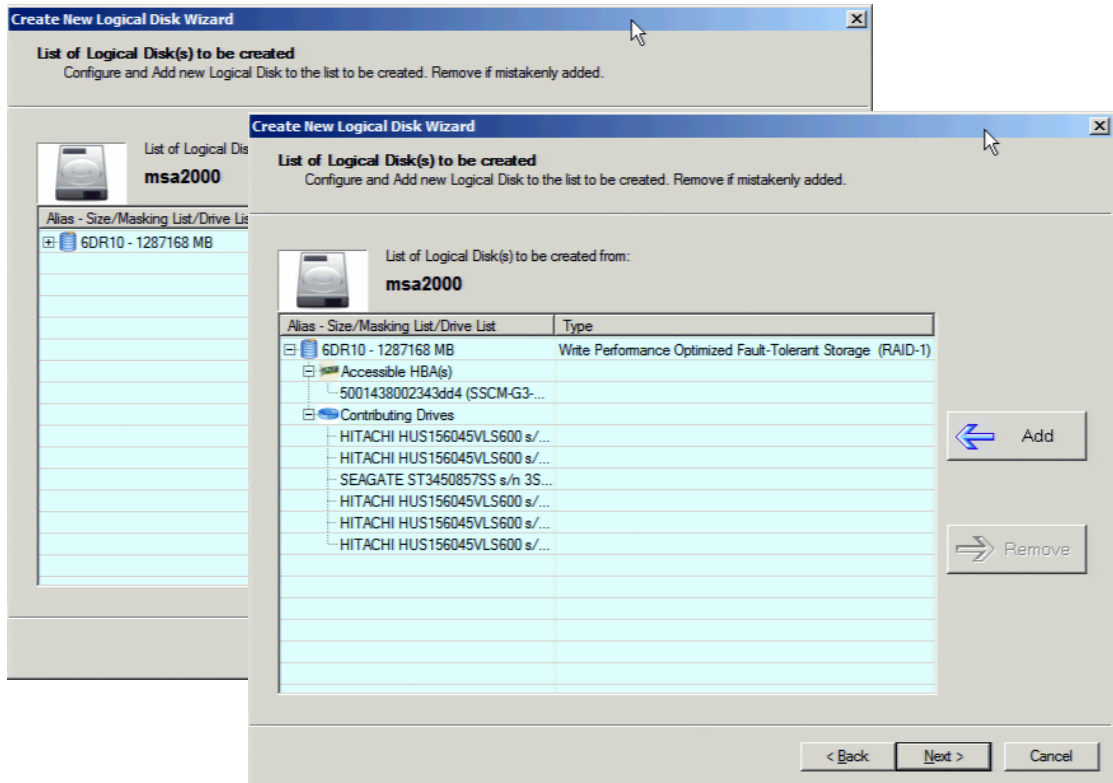 Create New Logical Disk Wizard
List of Logical Disk(s) to be created
Configure and Add new Logical Disk to the list to be created. Remove if mistakenly added.
List of Logical Dis
msa2000
Alias - Size/Masking List/Drive Lis
6DR10 - 1287168 MB
Create New Logical Disk Wizard
List of Logical Disk(s) to be created
Configure and Add new Logical Disk to the list to be created. Remove if mistakenly added.
List of Logical Disk(s) to be created from:
msa2000
Alias - Size/Masking List/Drive List Type
6DR10 - 1287168 MB Write Performance Optimized Fault-Tolerant Storage (RAID-1)
Accessible HBA(s)
5001438002343dd4 (SSCM-G3-...
Contributing Drives
HITACHI HUS156045VLS600 s/...
HITACHI HUS156045VLS600 s/...
SEAGATE ST3450857SS s/n 3S...
HITACHI HUS156045VLS600 s/...
HITACHI HUS156045VLS600 s/...
HITACHI HUS156045VLS600 s/...
Add
Remove
< Back Next > Cancel